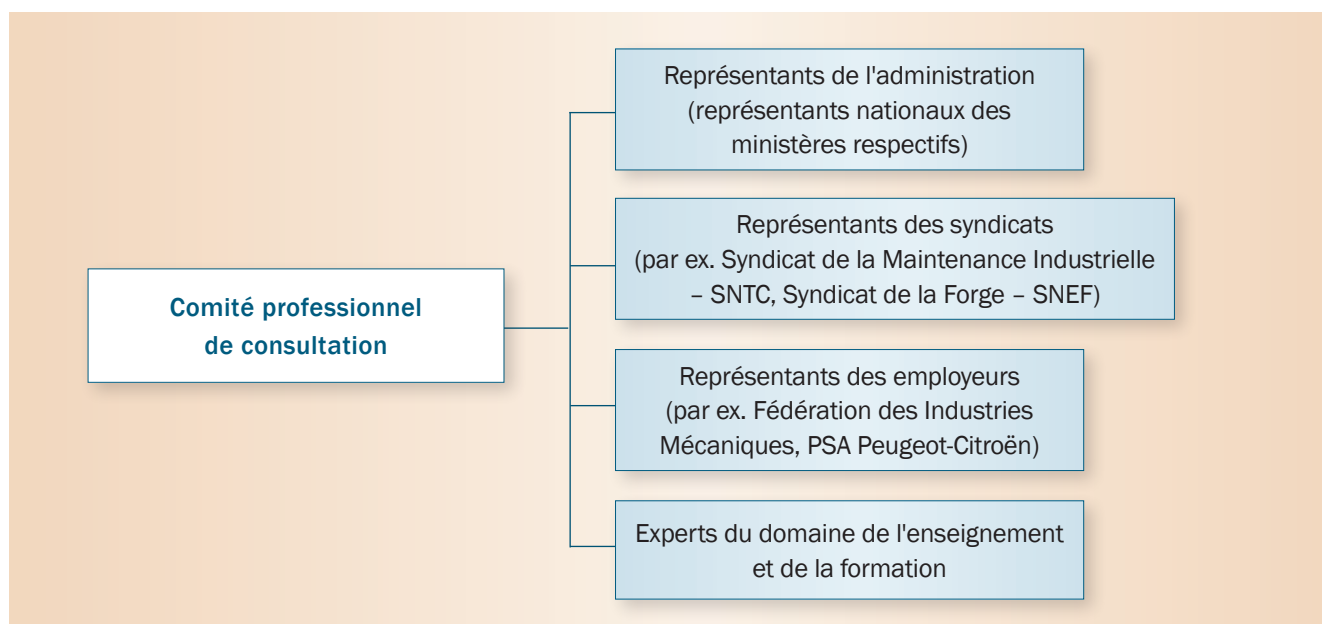 Représentants de l'administration
(représentants nationaux des
ministères respectifs)
Représentants des syndicats
(par ex. Syndicat de la Maintenance Industrielle
– SNTC, Syndicat de la Forge – SNEF)
Comité professionnel
de consultation
Représentants des employeurs
(par ex. Fédération des Industries
Mécaniques, PSA Peugeot-Citroën)
Experts du domaine de l'enseignement
et de la formation